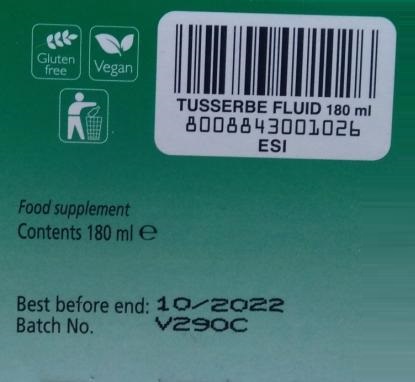 Gluten
free
Vegan
TUSSERBE FLUID 180 ml
8008843001026
ESI
Food supplement
Contents 180 ml ℮
Best before end: 10/2022
Batch No. V290C